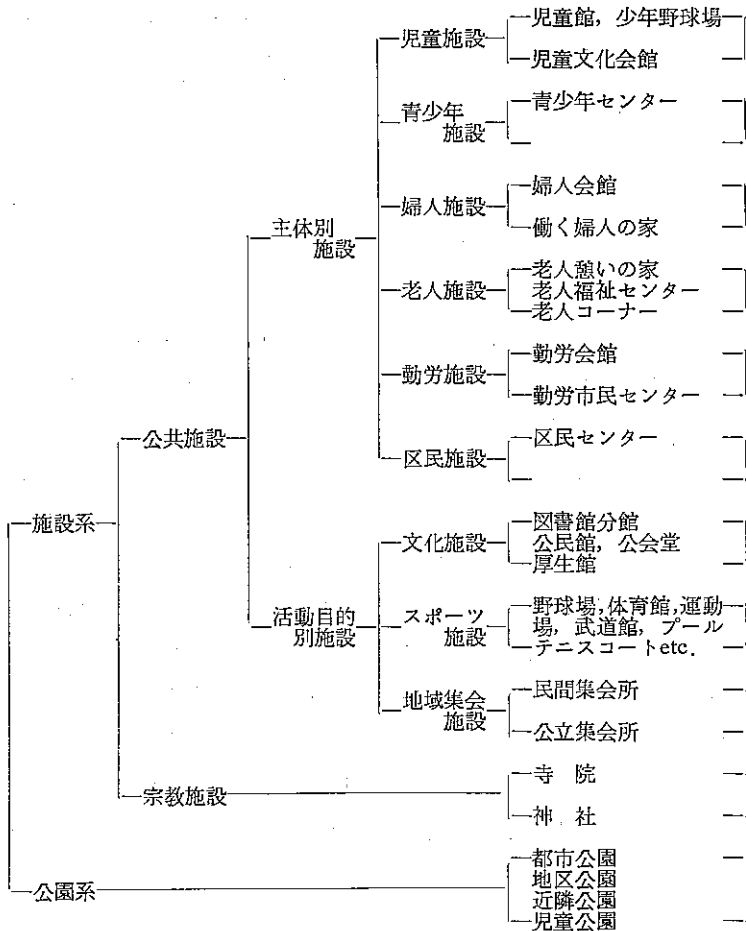 児童施設
児童館，少年野球場
児童文化会館
青少年
施設
青少年センター
主体別
施設
婦人施設
婦人会館
働く婦人の家
老人施設
老人憩いの家
老人福祉センター
老人コーナー
勤労施設
勤労会館
勤労市民センター
公共施設
区民施設
区民センター
施設系
文化施設
図書館分館
公民館，公会堂
厚生館
活動目的
別施設
スポーツ
施設
野球場,体育館,運動
場，武道館，プール
テニスコートetc.
地域集会
施設
民間集会所
公立集会所
宗教施設
寺 院
神 社
公園系
都市公園
地区公園
近隣公園
児童公園